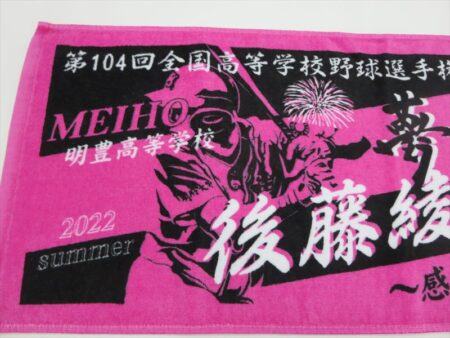 第104回全国高等学校野球選手
MEIHO
明豊高等学校
夢
2022
summer
後藤綾
～感